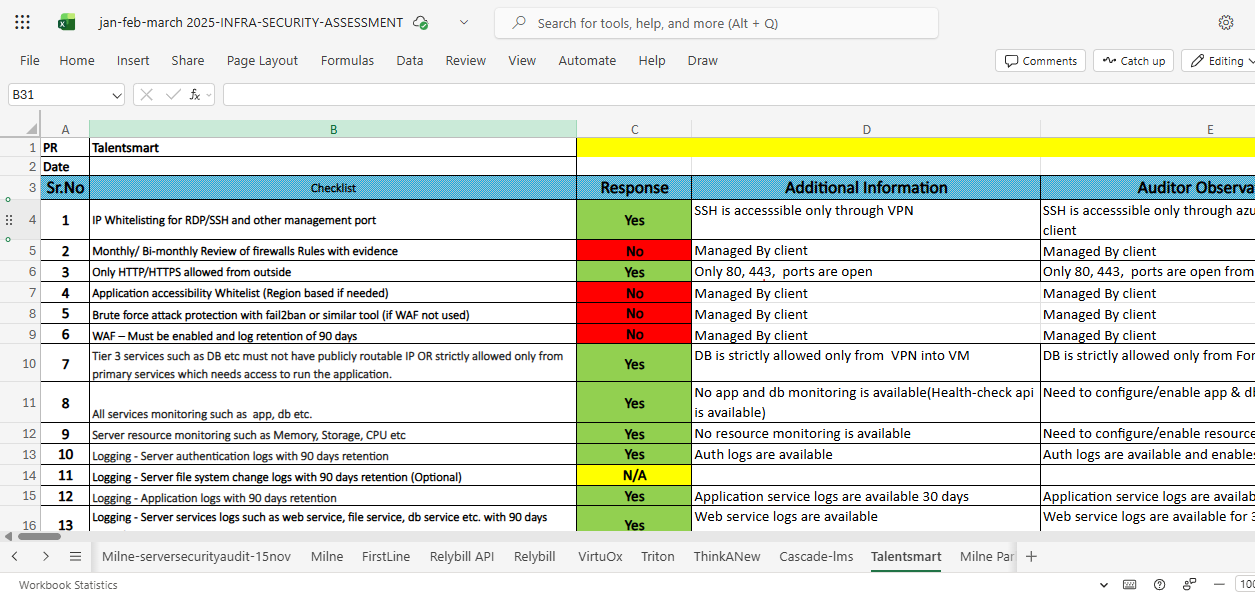 jan-feb-march 2025-INFRA-SECURITY-ASSESSMENT
Search for tools, help, and more (Alt + Q)
File Home Insert Share Page Layout Formulas Data Review View Automate Help Draw
Comments Catch up Editing
B31 fx
A B C D E
1 PR Talentsmart
2 Date
3 Sr.No Checklist Response Additional Information Auditor Observa
4 1 IP Whitelisting for RDP/SSH and other management port Yes SSH is accesssible only through VPN SSH is accesssible only through azu
client
5 2 Monthly/ Bi-monthly Review of firewalls Rules with evidence No Managed By client Managed By client
6 3 Only HTTP/HTTPS allowed from outside Yes Only 80, 443,  ports are open Only 80, 443,  ports are open from
7 4 Application accessibility Whitelist (Region based if needed) No Managed By client Managed By client
8 5 Brute force attack protection with fail2ban or similar tool (if WAF not used) No Managed By client Managed By client
9 6 WAF – Must be enabled and log retention of 90 days No Managed By client Managed By client
10 7 Tier 3 services such as DB etc must not have publicly routable IP OR strictly allowed only from Yes DB is strictly allowed only from  VPN into VM DB is strictly allowed only from For
primary services which needs access to run the application.
11 8 All services monitoring such as  app, db etc. Yes No app and db monitoring is available(Health-check api Need to configure/enable app & d
is available)
12 9 Server resource monitoring such as Memory, Storage, CPU etc Yes No resource monitoring is available Need to configure/enable resource
13 10 Logging - Server authentication logs with 90 days retention Yes Auth logs are available Auth logs are available and enables
14 11 Logging - Server file system change logs with 90 days retention (Optional) N/A
15 12 Logging - Application logs with 90 days retention Yes Application service logs are available 30 days Application service logs are availab
16 13 Logging - Server services logs such as web service, file service, db service etc. with 90 days Yes Web service logs are available Web service logs are available for 3
Milne-serversecurityaudit-15nov Milne FirstLine Relybill API Relybill VirtuOx Triton ThinkANew Cascade-lms Talentsmart Milne Par
Workbook Statistics 100